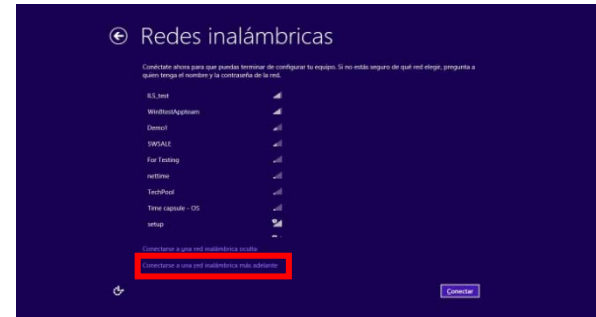 Redes inalámbricas
Conéctate ahora para que puedas terminar de configurar tu equipo. Si no estás seguro de qué red elegir, pregunta a
quien tenga el nombre y la contraseña de la red.
ILS_test
Win8testAppteam
Demo1
SWSALE
For Testing
nettime
TechPool
Time capsule - OS
setup
Conectarse a una red inalámbrica oculta
Conectarse a una red inalámbrica más adelante
Conectar